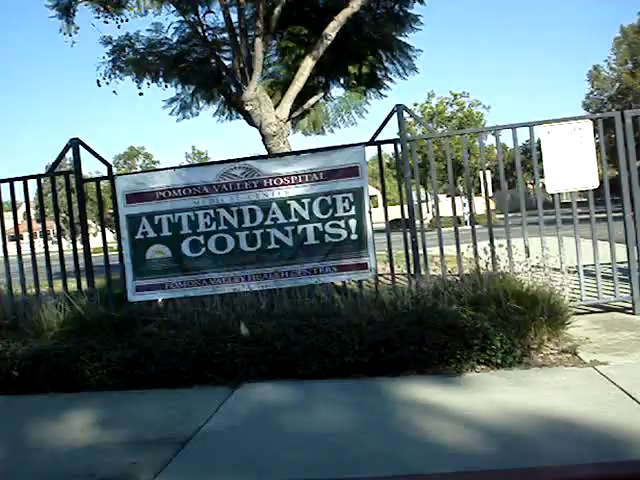 POMONA VALLEY HOSPITAL
MEDICAL CENTER
ATTENDANCE
COUNTS!
POMONA VALLEY HEALTH CENTERS